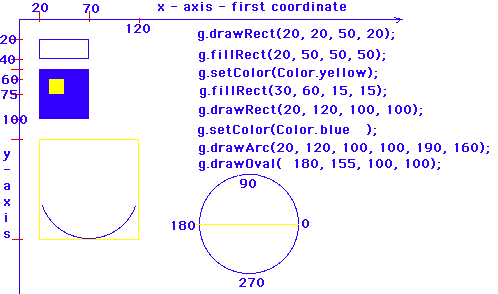 x - axis - first coordinate
20 70
120
20
40
60
75
100
y - a x i s
g.drawRect(20, 20, 50, 20);
g.fillRect(20, 50, 50, 50);
g.setColor(Color.yellow);
g.fillRect(30, 60, 15, 15);
g.drawRect(20, 120, 100, 100);
g.setColor(Color.blue );
g.drawArc(20, 120, 100, 100, 190, 160);
g.drawOval( 180, 155, 100, 100);
90
180
0
270